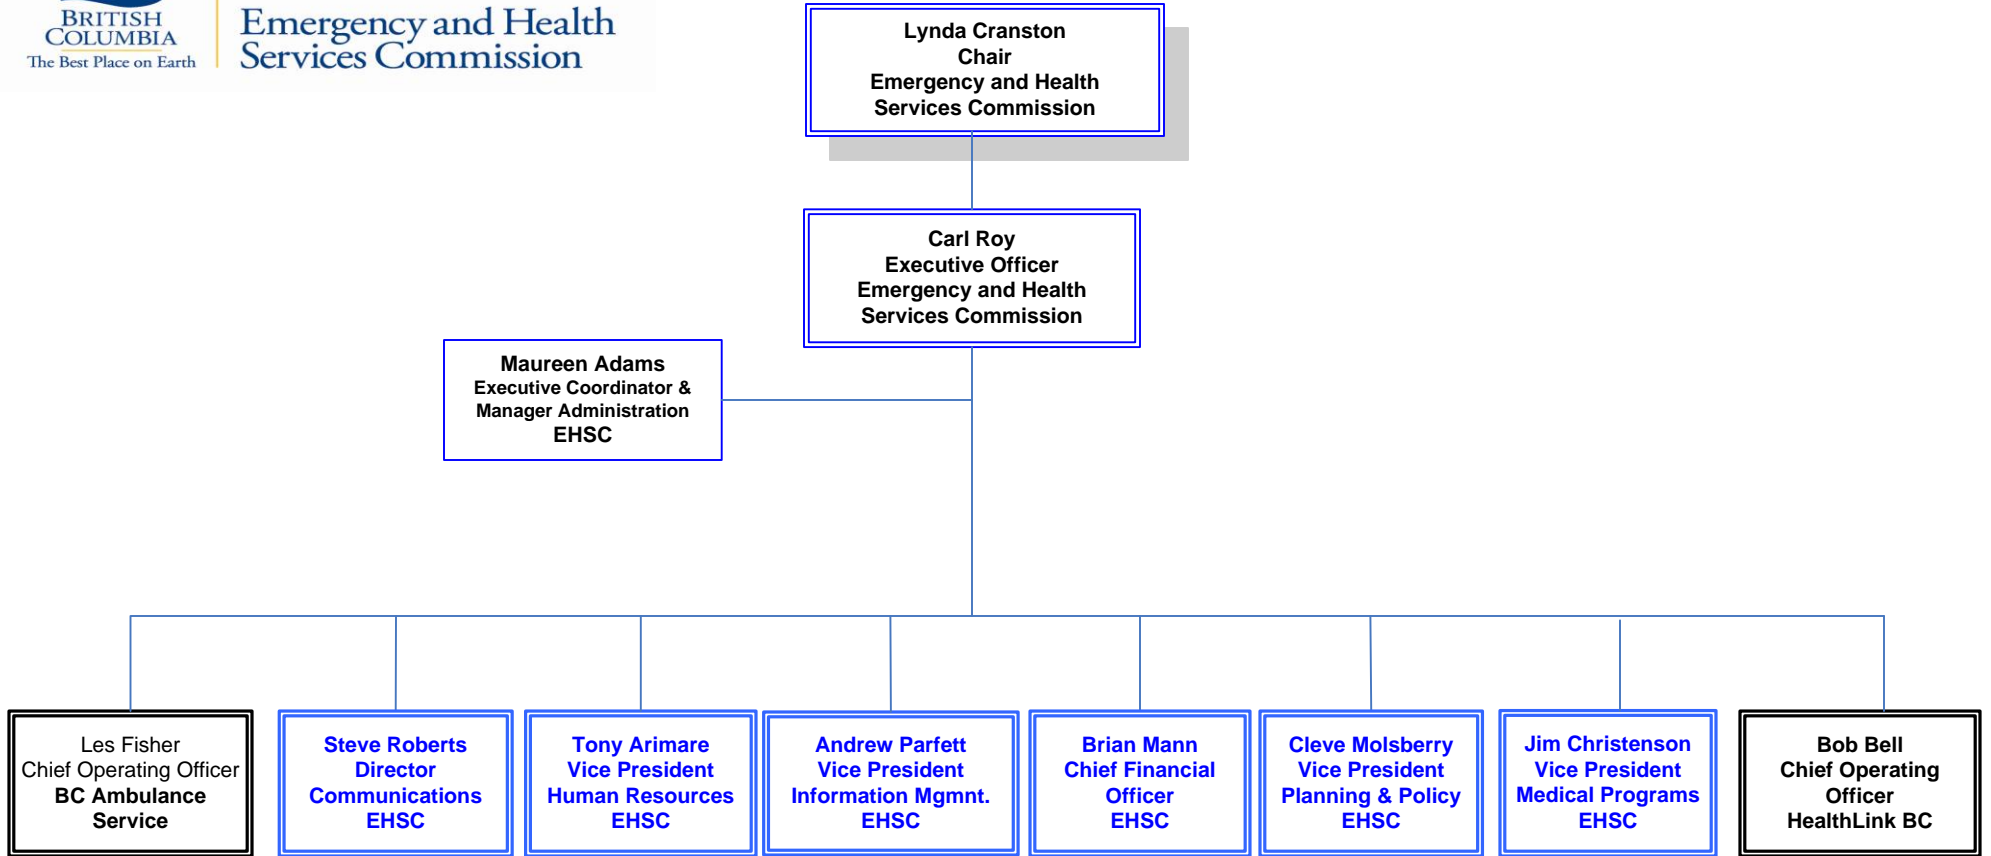 BRITISH
COLUMBIA
The Best Place on Earth
Emergency and Health
Services Commission
Lynda Cranston
Chair
Emergency and Health
Services Commission
Carl Roy
Executive Officer
Emergency and Health
Services Commission
Maureen Adams
Executive Coordinator &
Manager Administration
EHSC
Les Fisher
Chief Operating Officer
BC Ambulance
Service
Steve Roberts
Director
Communications
EHSC
Tony Arimare
Vice President
Human Resources
EHSC
Andrew Parfett
Vice President
Information Mgmnt.
EHSC
Brian Mann
Chief Financial
Officer
EHSC
Cleve Molsberry
Vice President
Planning & Policy
EHSC
Jim Christenson
Vice President
Medical Programs
EHSC
Bob Bell
Chief Operating
Officer
HealthLink BC